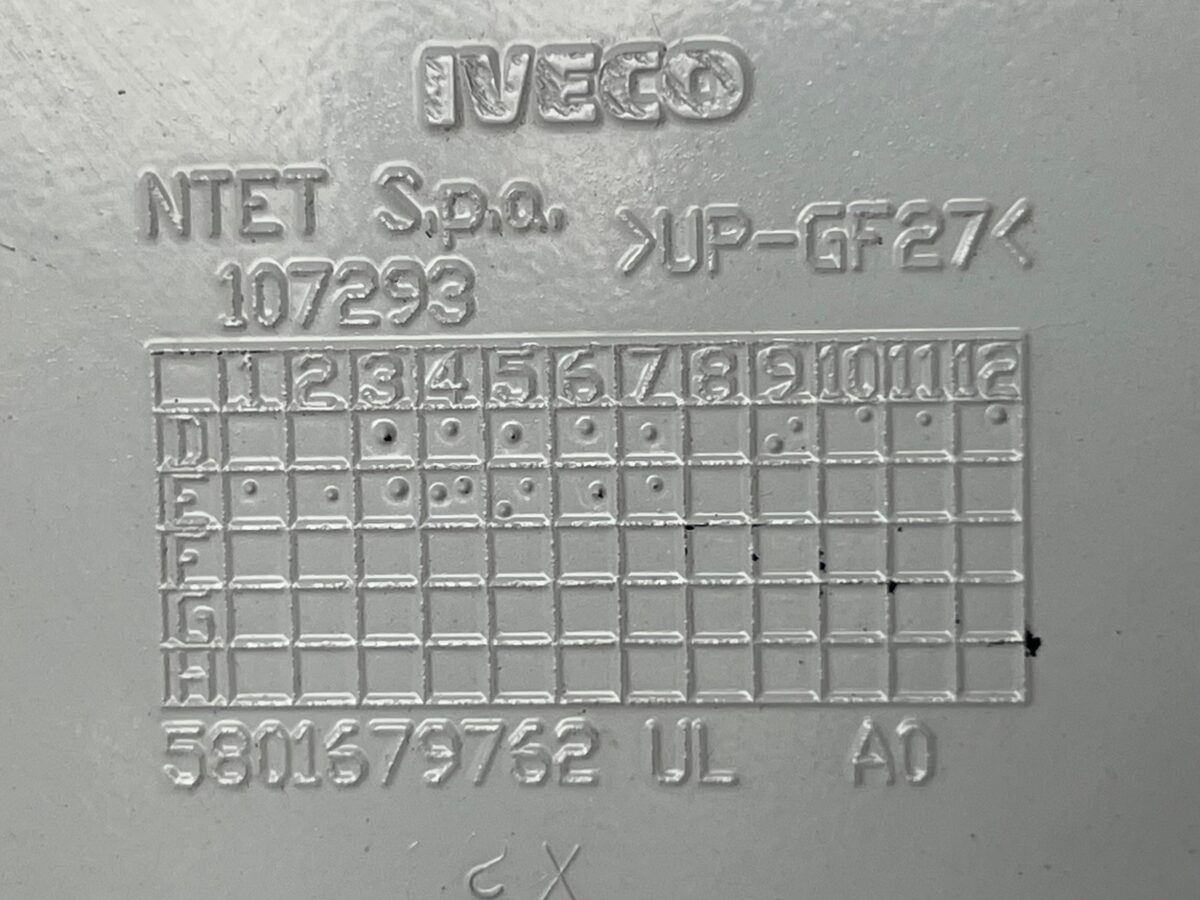 IVECO
NTET S.p.a. >UP-GF27<
107293
1 2 3 4 5 6 7 8 9 10 11 12
D
E
F
G
H
5801679762 UL A0